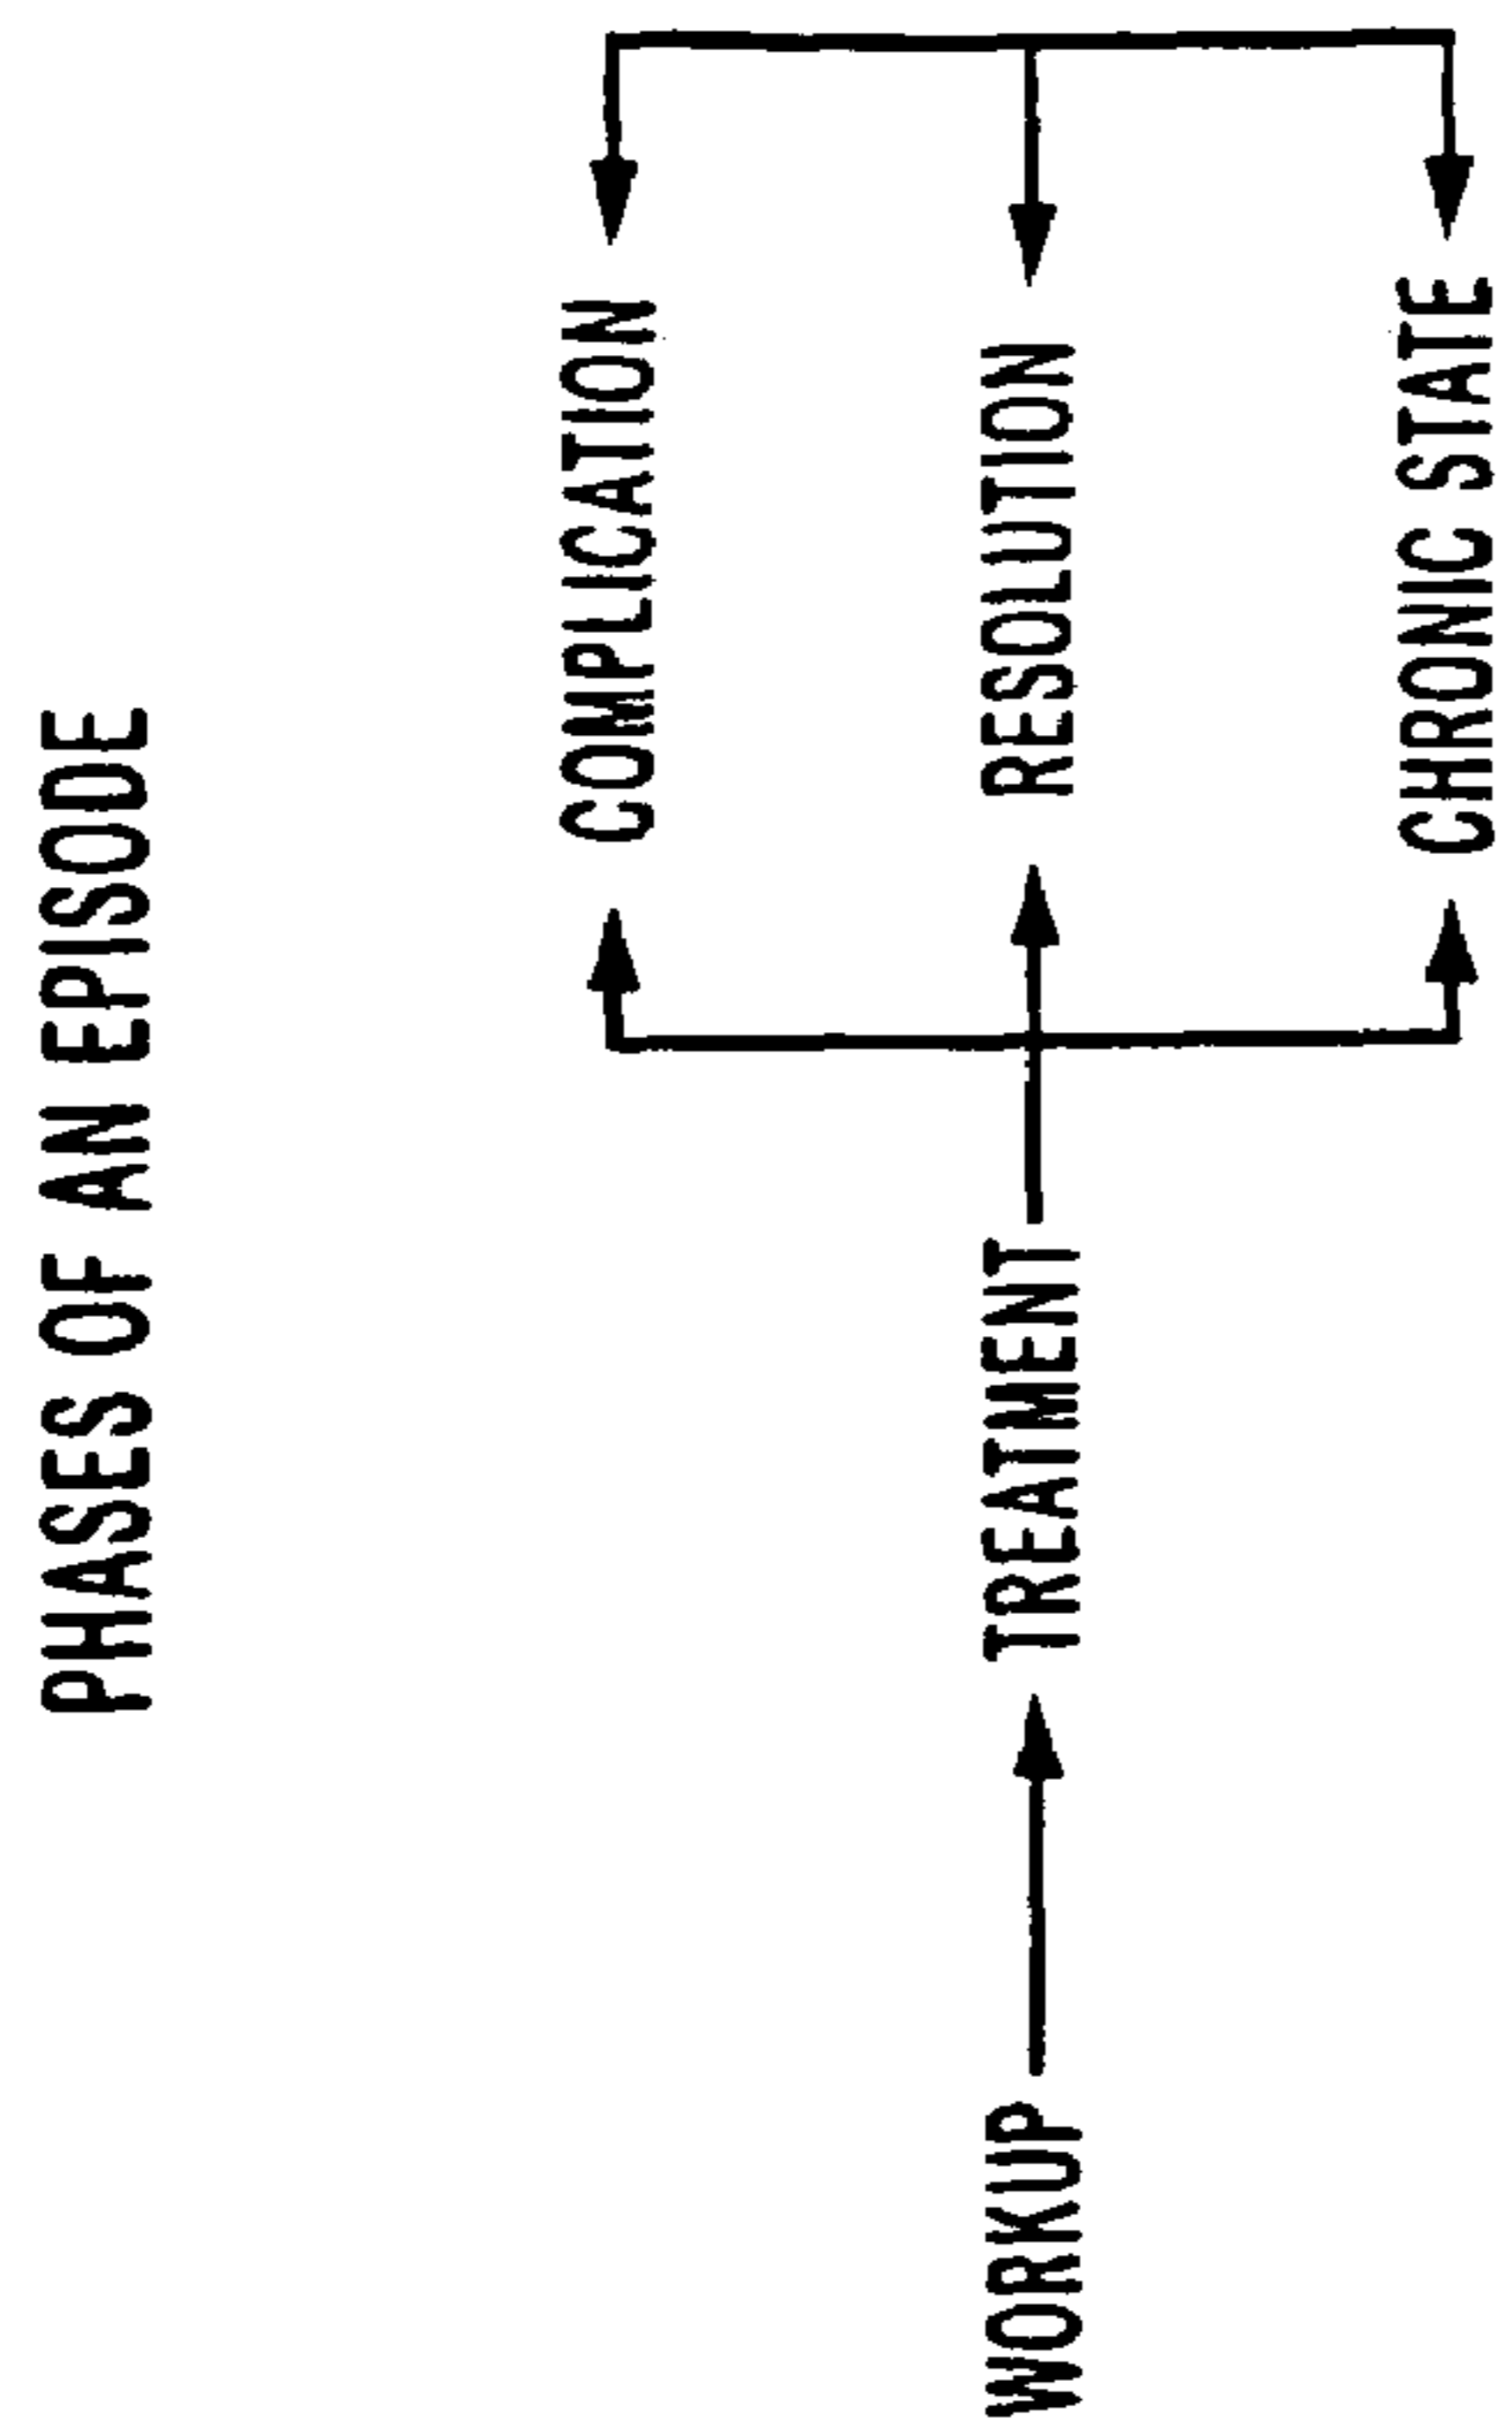 PHASES OF AN EPISODE
WORKUP
TREATMENT
COMPLICATION
RESOLUTION
CHRONIC STATE